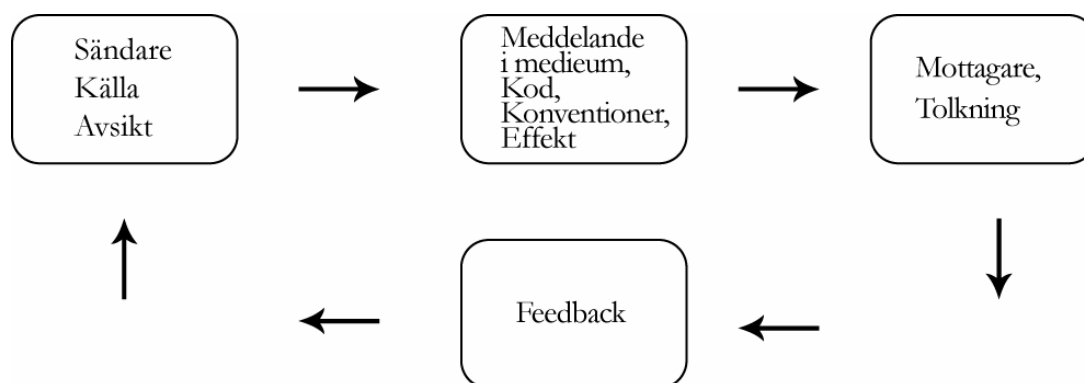 Sändare
Källa
Avsikt
Meddelande
i medieum,
Kod,
Konventioner,
Effekt
Mottagare,
Tolkning
Feedback